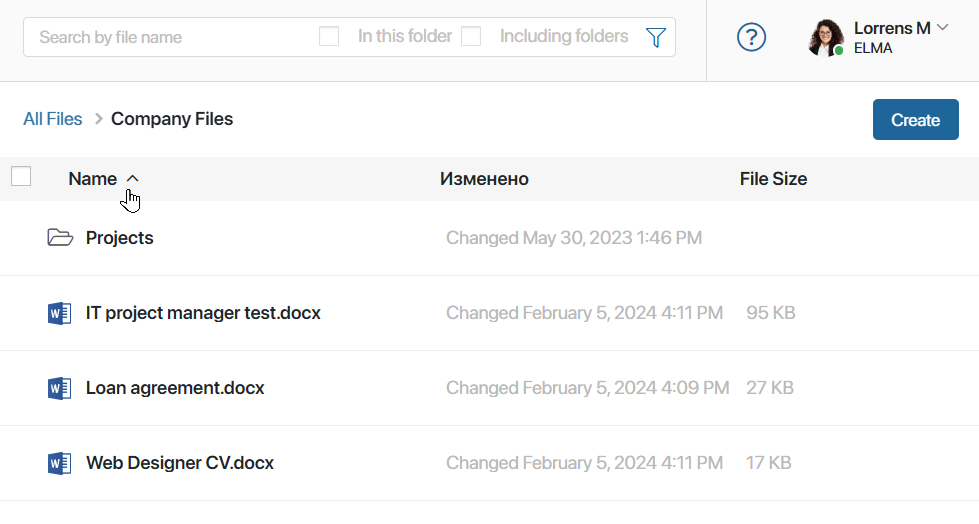 Search by file name In this folder Including folders
?
Lorrens M
ELMA
All Files > Company Files
Create
Name Изменено File Size
Projects Changed May 30, 2023 1:46 PM
IT project manager test.docx Changed February 5, 2024 4:11 PM 95 KB
Loan agreement.docx Changed February 5, 2024 4:09 PM 27 KB
Web Designer CV.docx Changed February 5, 2024 4:11 PM 17 KB